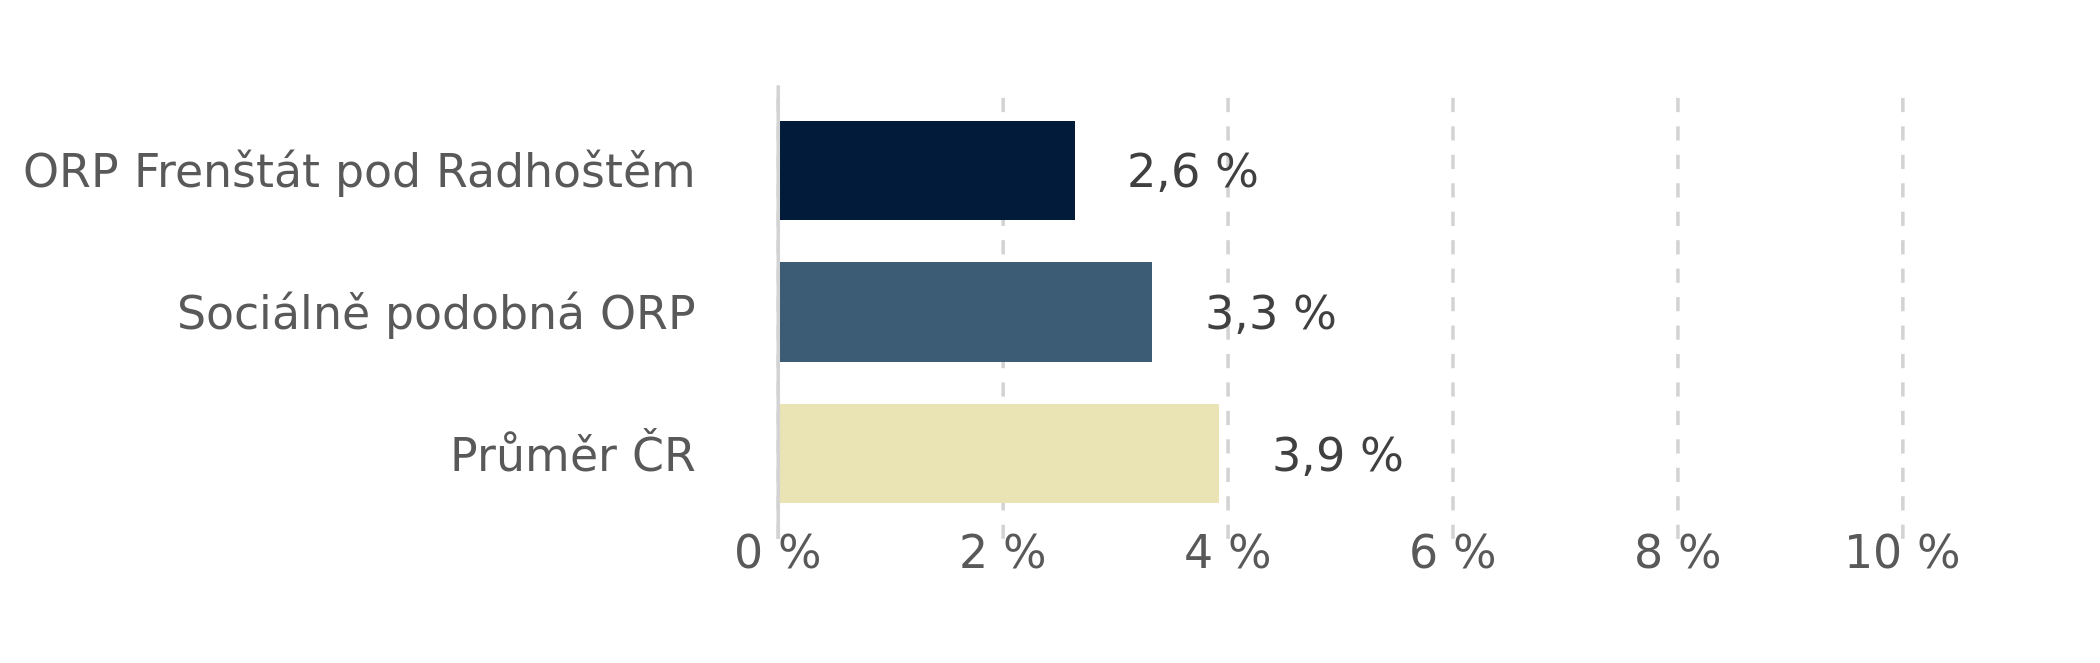 ORP Frenštát pod Radhoštěm 2,6 %
Sociálně podobná ORP 3,3 %
Průměr ČR 3,9 %
0 % 2 % 4 % 6 % 8 % 10 %